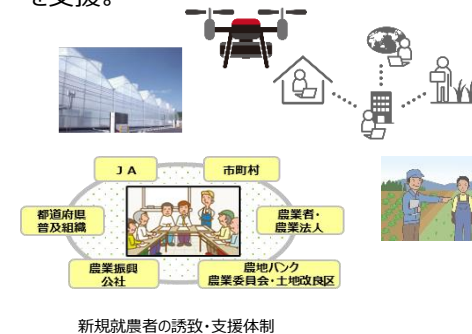 を支援。
JA
市町村
都道府県
普及組織
農業者・
農業法人
農業振興
公社
農地バンク
農業委員会・土地改良区
新規就農者の誘致・支援体制